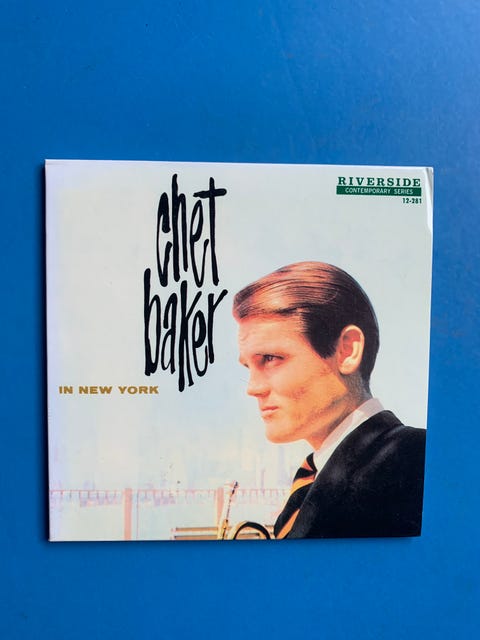 chet
baker
IN NEW YORK
RIVERSIDE
CONTEMPORARY SERIES
12-281